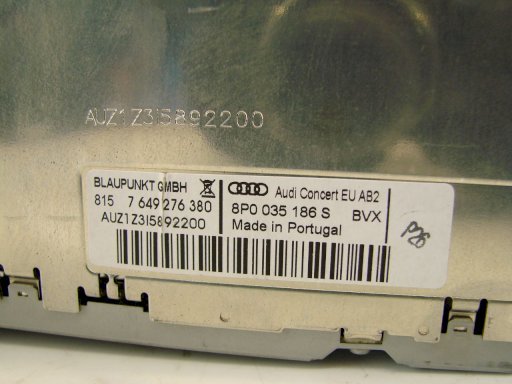 AUZ1Z3I5892200
BLAUPUNKT GMBH
815 7 649 276 380
AUZ1Z3I5892200
Audi Concert EU AB2
8P0 035 186 S BVX
Made in Portugal